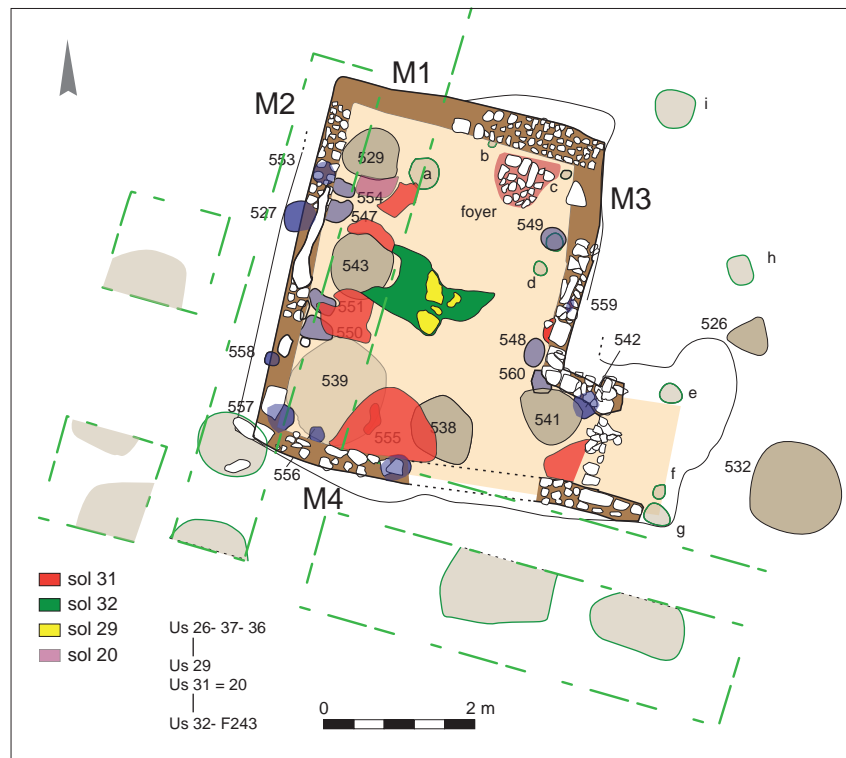 M1
M2
i
553
529
b
a
c
M3
554
527
547
foyer
549
543
d
h
551
559
526
550
548
542
558
560
539
e
557
541
555
538
532
556
f
M4
g
sol 31
sol 32
sol 29
sol 20
Us 26- 37- 36
Us 29
Us 31 = 20
Us 32- F243
0 2 m